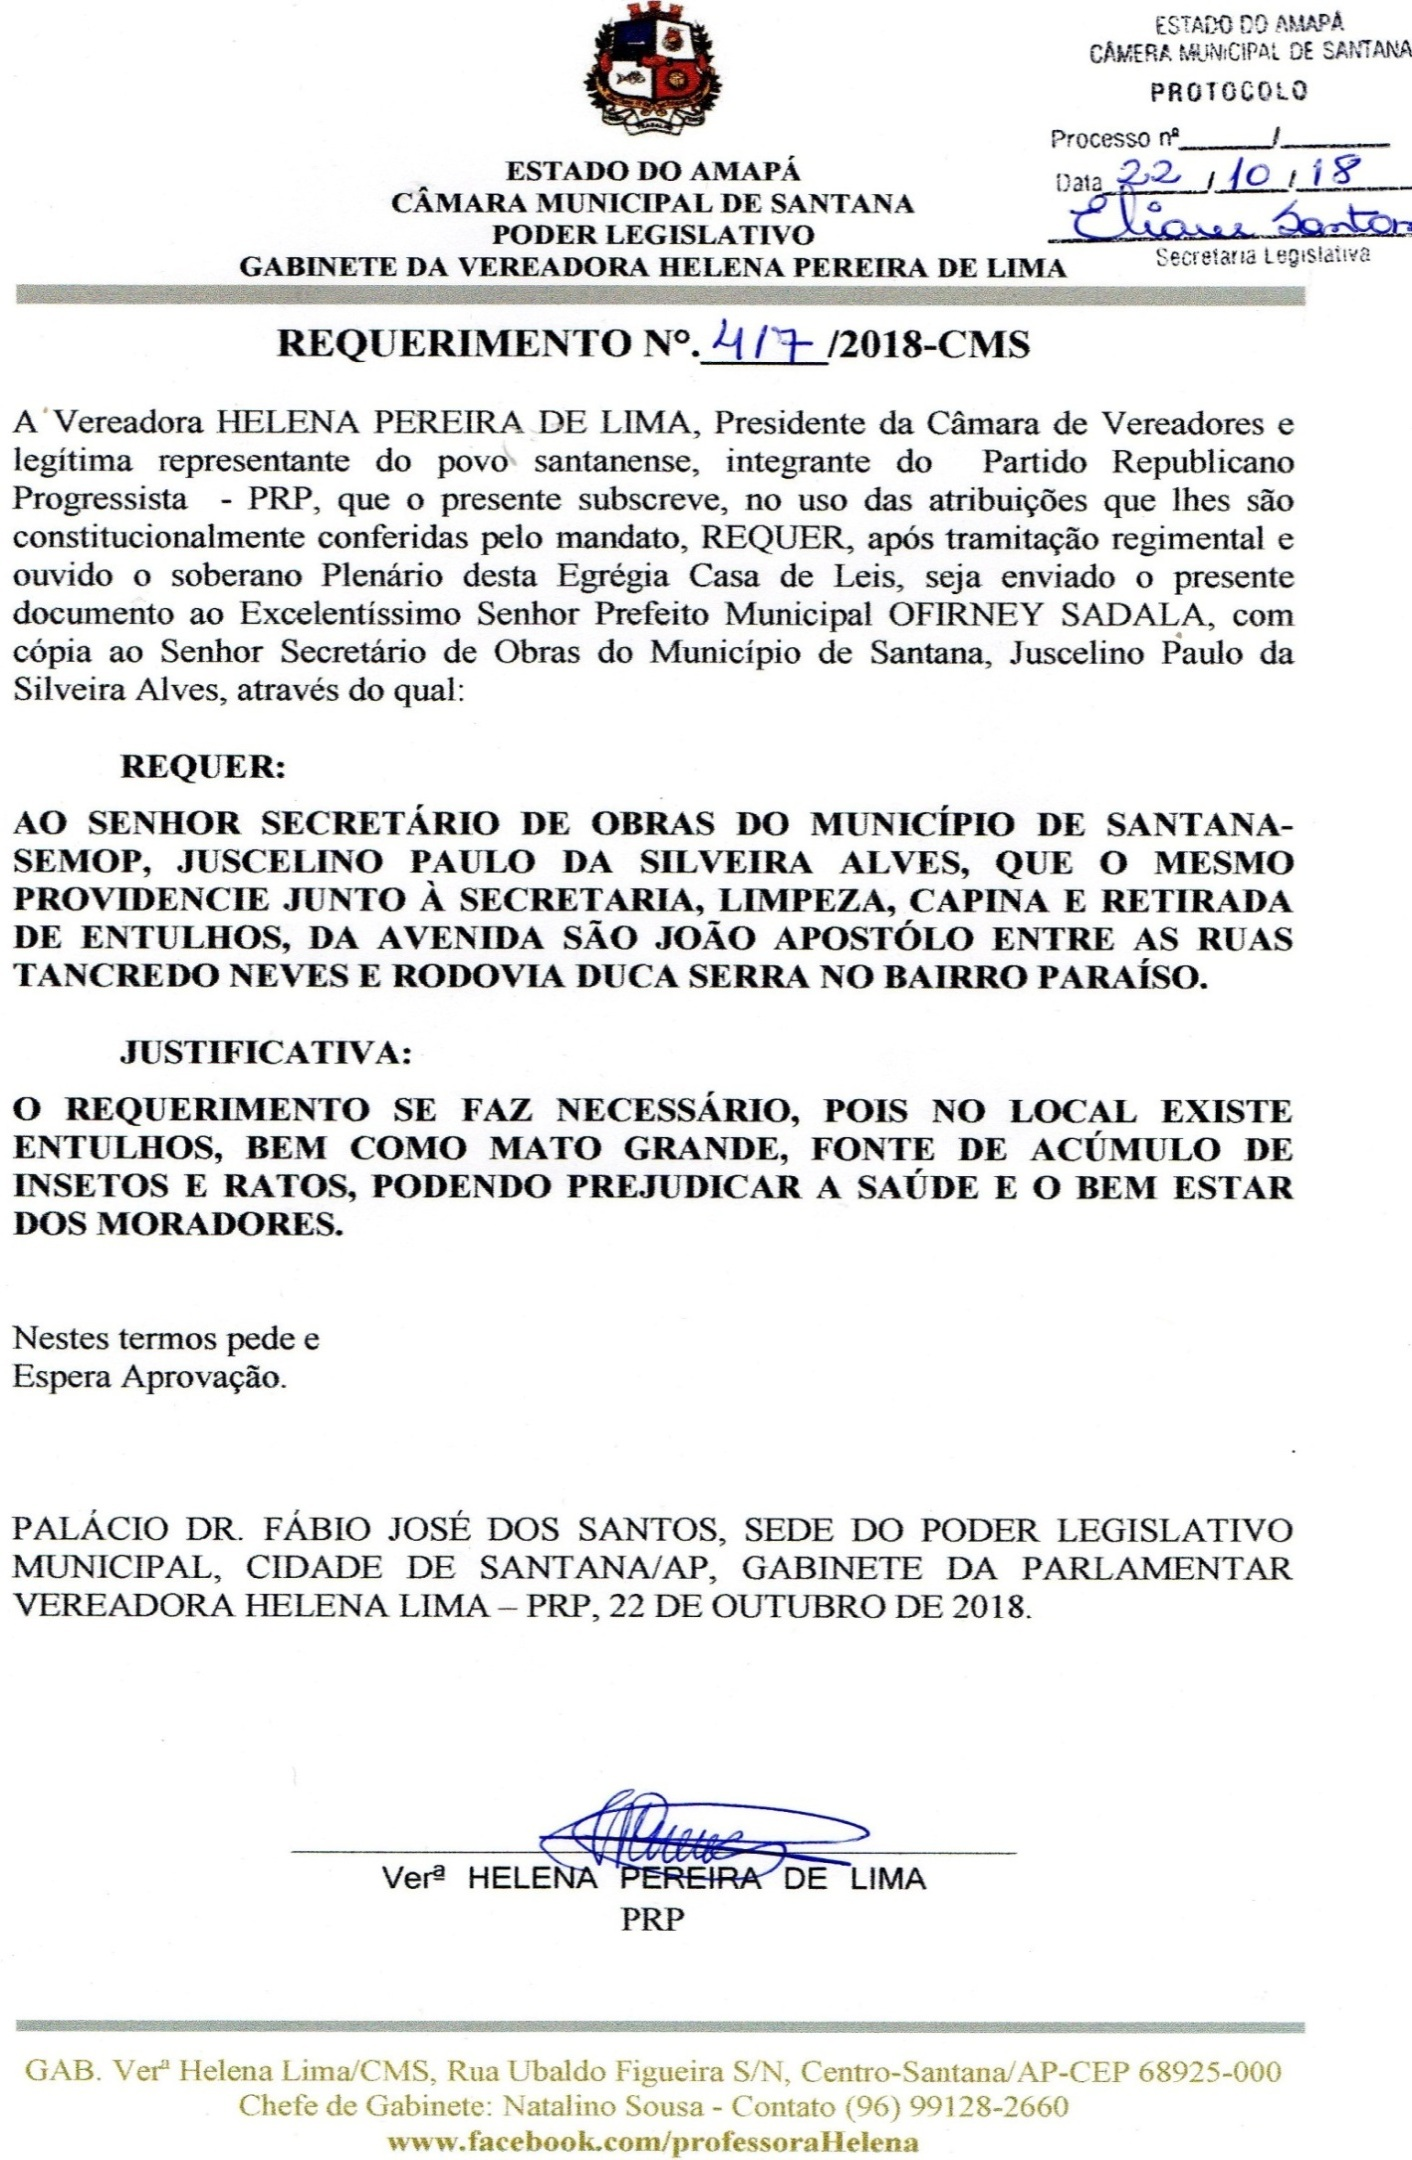 ESTADO DO AMAPÁ
CÂMERA MUNICIPAL DE SANTANA
PROTOCOLO
Processo nº ______/______
Data 22 / 10 / 18
Eliane Santos
Secretaria Legislativa
ESTADO DO AMAPÁ
CÂMARA MUNICIPAL DE SANTANA
PODER LEGISLATIVO
GABINETE DA VEREADORA HELENA PEREIRA DE LIMA
REQUERIMENTO Nº. 417 /2018-CMS
A Vereadora HELENA PEREIRA DE LIMA, Presidente da Câmara de Vereadores e
legítima representante do povo santanense, integrante do Partido Republicano
Progressista - PRP, que o presente subscreve, no uso das atribuições que lhes são
constitucionalmente conferidas pelo mandato, REQUER, após tramitação regimental e
ouvido o soberano Plenário desta Egrégia Casa de Leis, seja enviado o presente
documento ao Excelentíssimo Senhor Prefeito Municipal OFIRNEY SADALA, com
cópia ao Senhor Secretário de Obras do Município de Santana, Juscelino Paulo da
Silveira Alves, através do qual:
REQUER:
AO SENHOR SECRETÁRIO DE OBRAS DO MUNICÍPIO DE SANTANA-
SEMOP, JUSCELINO PAULO DA SILVEIRA ALVES, QUE O MESMO
PROVIDENCIE JUNTO À SECRETARIA, LIMPEZA, CAPINA E RETIRADA
DE ENTULHOS, DA AVENIDA SÃO JOÃO APOSTÓLO ENTRE AS RUAS
TANCREDO NEVES E RODOVIA DUCA SERRA NO BAIRRO PARAÍSO.
JUSTIFICATIVA:
O REQUERIMENTO SE FAZ NECESSÁRIO, POIS NO LOCAL EXISTE
ENTULHOS, BEM COMO MATO GRANDE, FONTE DE ACÚMULO DE
INSETOS E RATOS, PODENDO PREJUDICAR A SAÚDE E O BEM ESTAR
DOS MORADORES.
Nestes termos pede e
Espera Aprovação.
PALÁCIO DR. FÁBIO JOSÉ DOS SANTOS, SEDE DO PODER LEGISLATIVO
MUNICIPAL, CIDADE DE SANTANA/AP, GABINETE DA PARLAMENTAR
VEREADORA HELENA LIMA – PRP, 22 DE OUTUBRO DE 2018.
Verª HELENA PEREIRA DE LIMA
PRP
GAB. Verª Helena Lima/CMS, Rua Ubaldo Figueira S/N, Centro-Santana/AP-CEP 68925-000
Chefe de Gabinete: Natalino Sousa - Contato (96) 99128-2660
www.facebook.com/professoraHelena